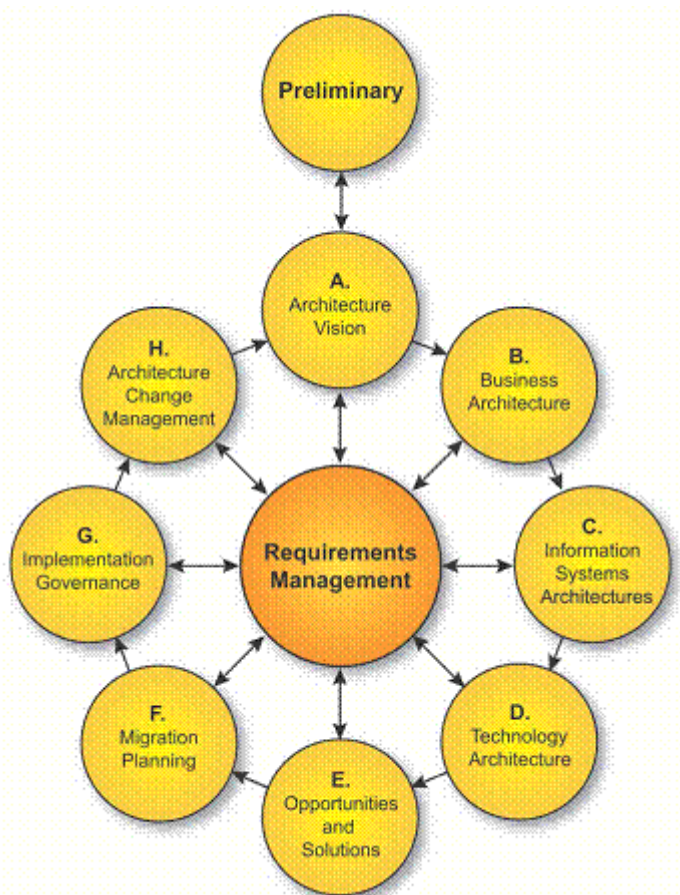 Preliminary
A.
Architecture
Vision
B.
Business
Architecture
C.
Information
Systems
Architectures
D.
Technology
Architecture
E.
Opportunities
and
Solutions
F.
Migration
Planning
G.
Implementation
Governance
H.
Architecture
Change
Management
Requirements
Management